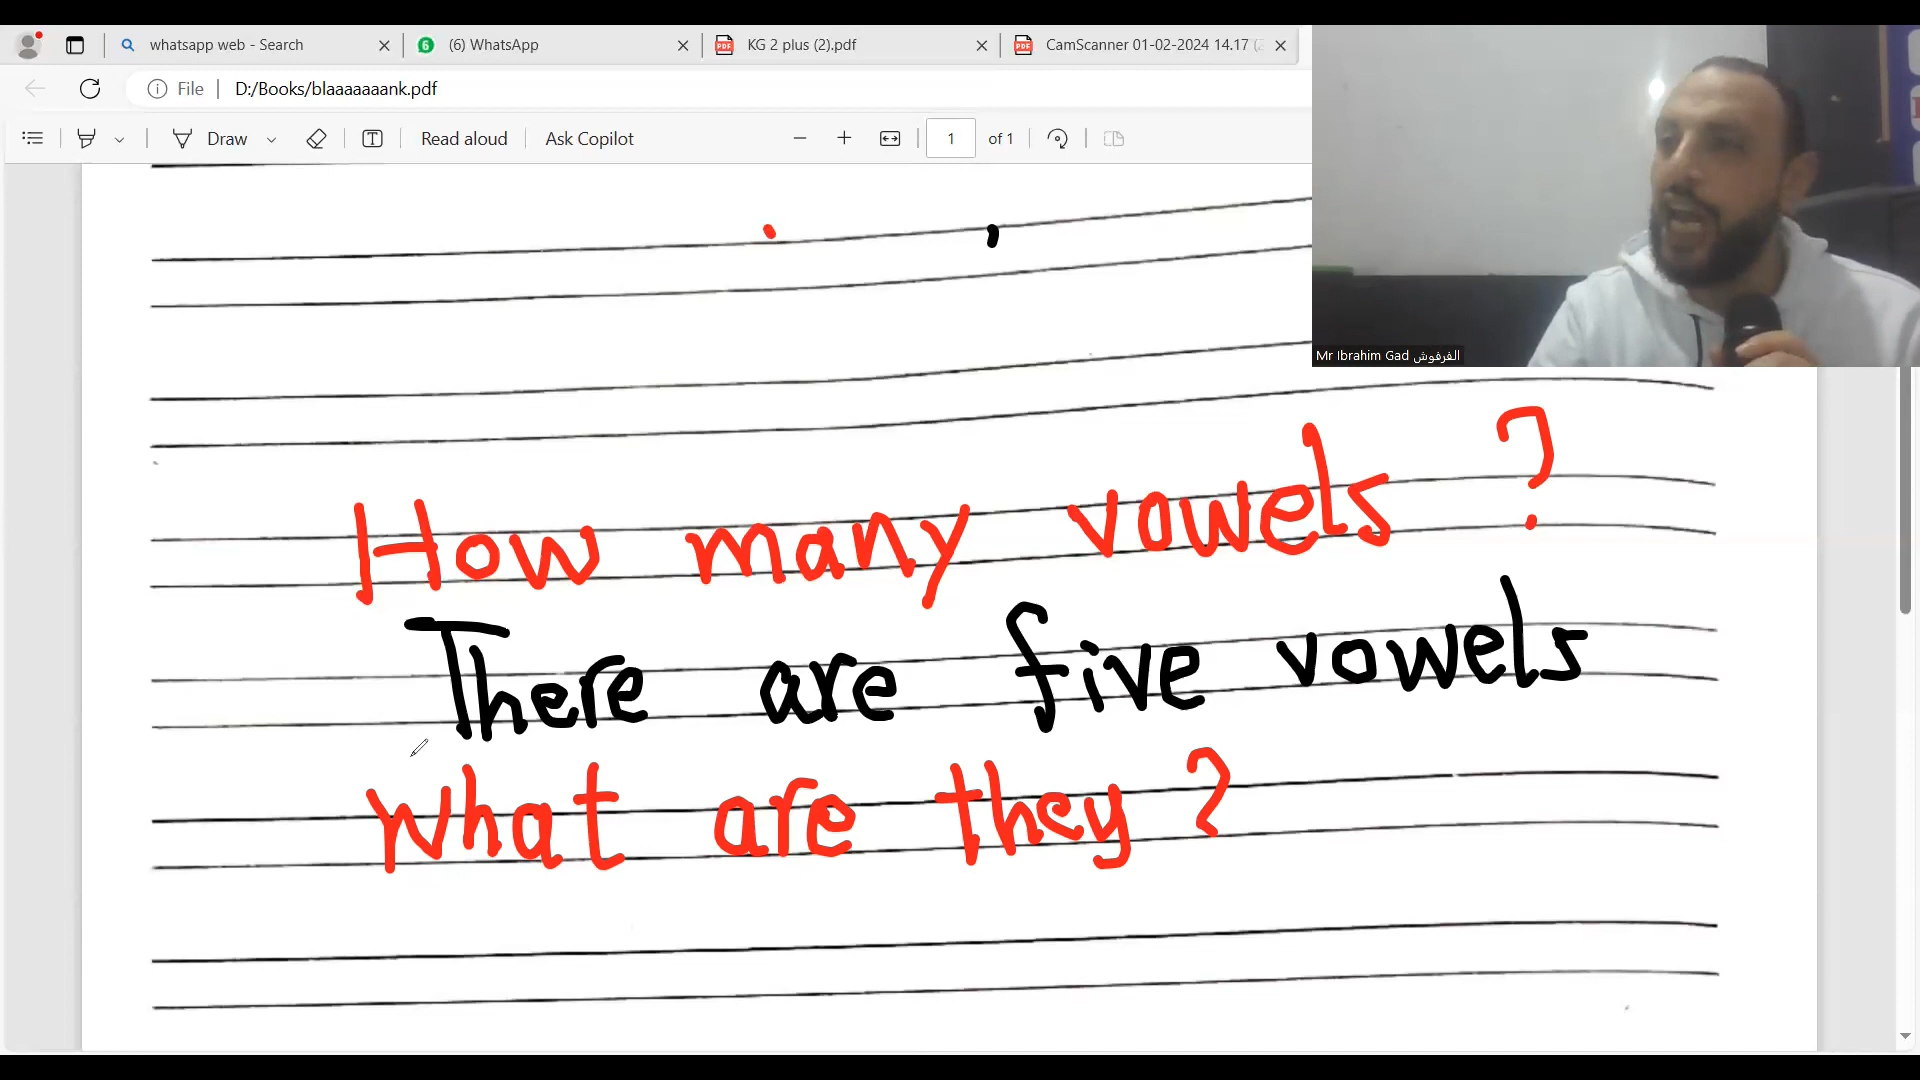 whatsapp web - Search
(6) WhatsApp
KG 2 plus (2).pdf
CamScanner 01-02-2024 14.17 (2
File
D:/Books/blaaaaaaank.pdf
Draw
Read aloud
Ask Copilot
1 of 1
Mr Ibrahim Gad الفرفوش
How many vowels ?
There are five vowels
What are they ?